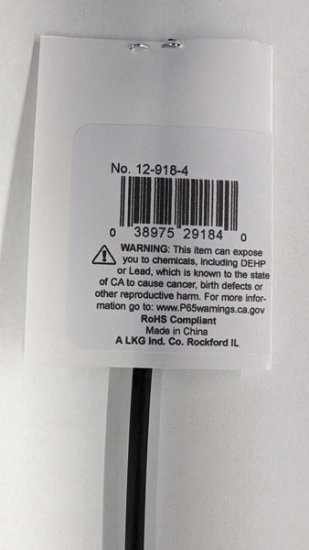 No. 12-918-4
0 38975 29184 0
WARNING: This item can expose
you to chemicals, including DEHP
or Lead, which is known to the state
of CA to cause cancer, birth defects or
other reproductive harm. For more infor-
mation go to: www.P65warnings.ca.gov
RoHS Compliant
Made in China
A LKG Ind. Co. Rockford IL